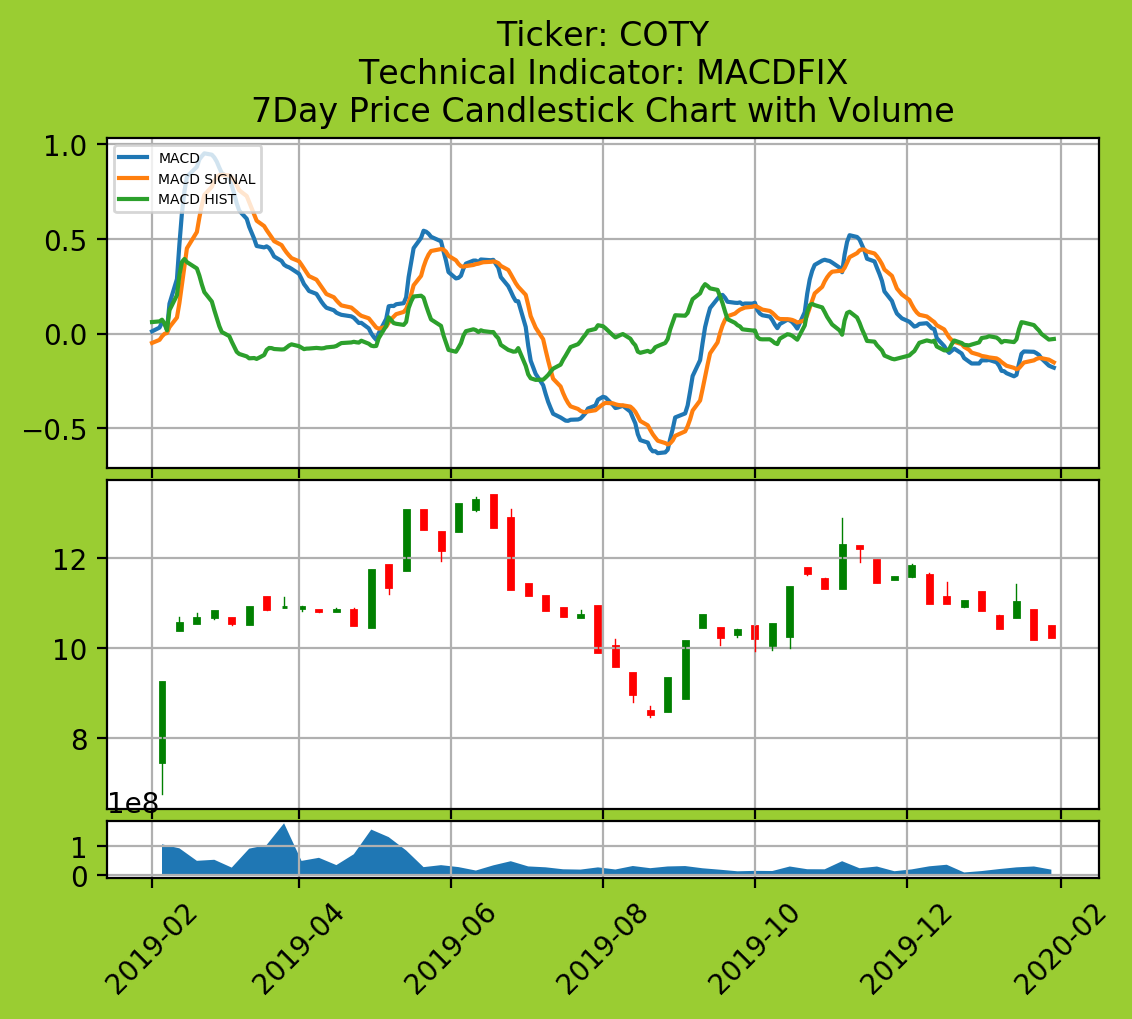 Ticker: COTY
Technical Indicator: MACDFIX
7Day Price Candlestick Chart with Volume
1.0
0.5
0.0
−0.5
MACD
MACD SIGNAL
MACD HIST
12
10
8
1e8
1
0
2019-02
2019-04
2019-06
2019-08
2019-10
2019-12
2020-02